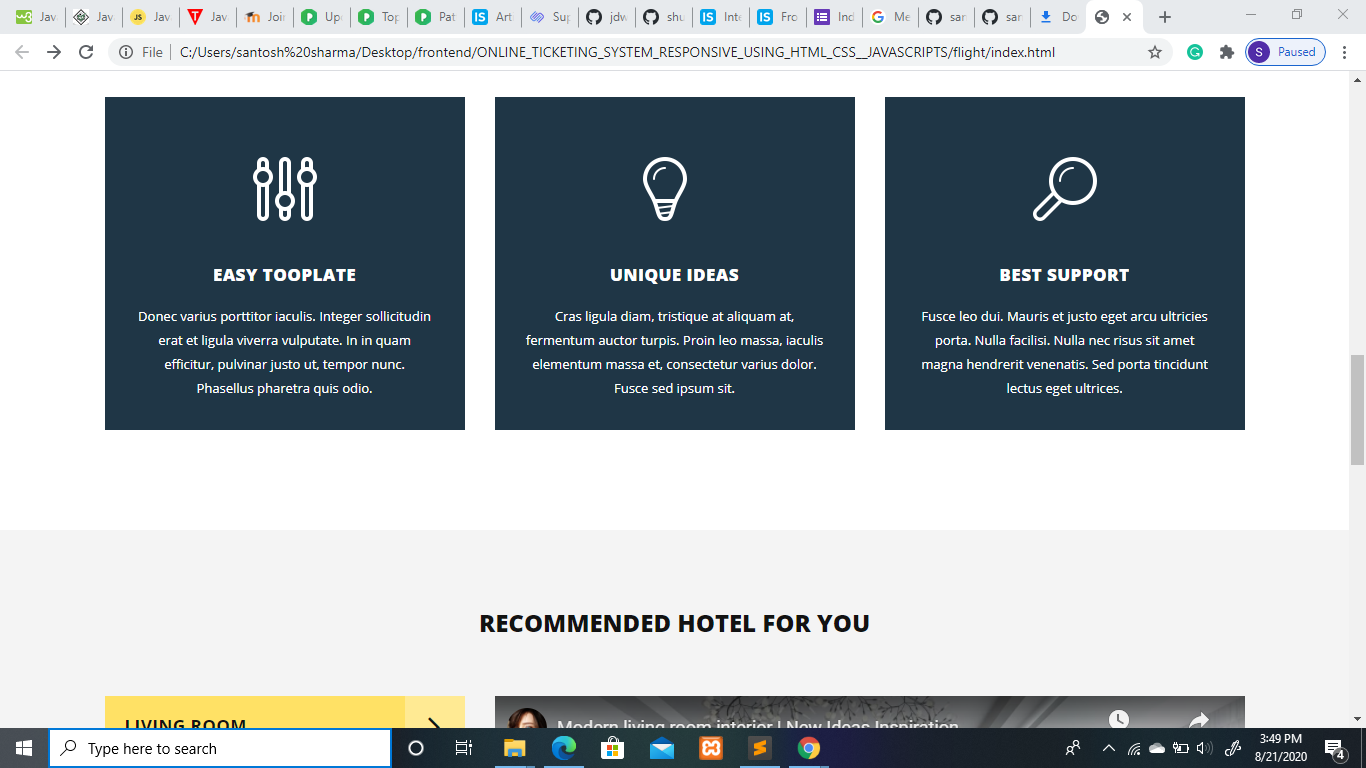 Jav
Jav
Jav
Jav
Join
Upc
Top
Pat
Art
Sup
jdw
shu
Inte
Fro
Ind
Me
sar
sar
Do
File
C:/Users/santosh%20sharma/Desktop/frontend/ONLINE_TICKETING_SYSTEM_RESPONSIVE_USING_HTML_CSS__JAVASCRIPTS/flight/index.html
S
Paused
EASY TOOPLATE
Donec varius porttitor iaculis. Integer sollicitudin
erat et ligula viverra vulputate. In in quam
efficitur, pulvinar justo ut, tempor nunc.
Phasellus pharetra quis odio.
UNIQUE IDEAS
Cras ligula diam, tristique at aliquam at,
fermentum auctor turpis. Proin leo massa, iaculis
elementum massa et, consectetur varius dolor.
Fusce sed ipsum sit.
BEST SUPPORT
Fusce leo dui. Mauris et justo eget arcu ultricies
porta. Nulla facilisi. Nulla nec risus sit amet
magna hendrerit venenatis. Sed porta tincidunt
lectus eget ultrices.
RECOMMENDED HOTEL FOR YOU
LIVING ROOM
Modern living room interior | New Ideas Inspiration
Type here to search
3:49 PM
8/21/2020
4